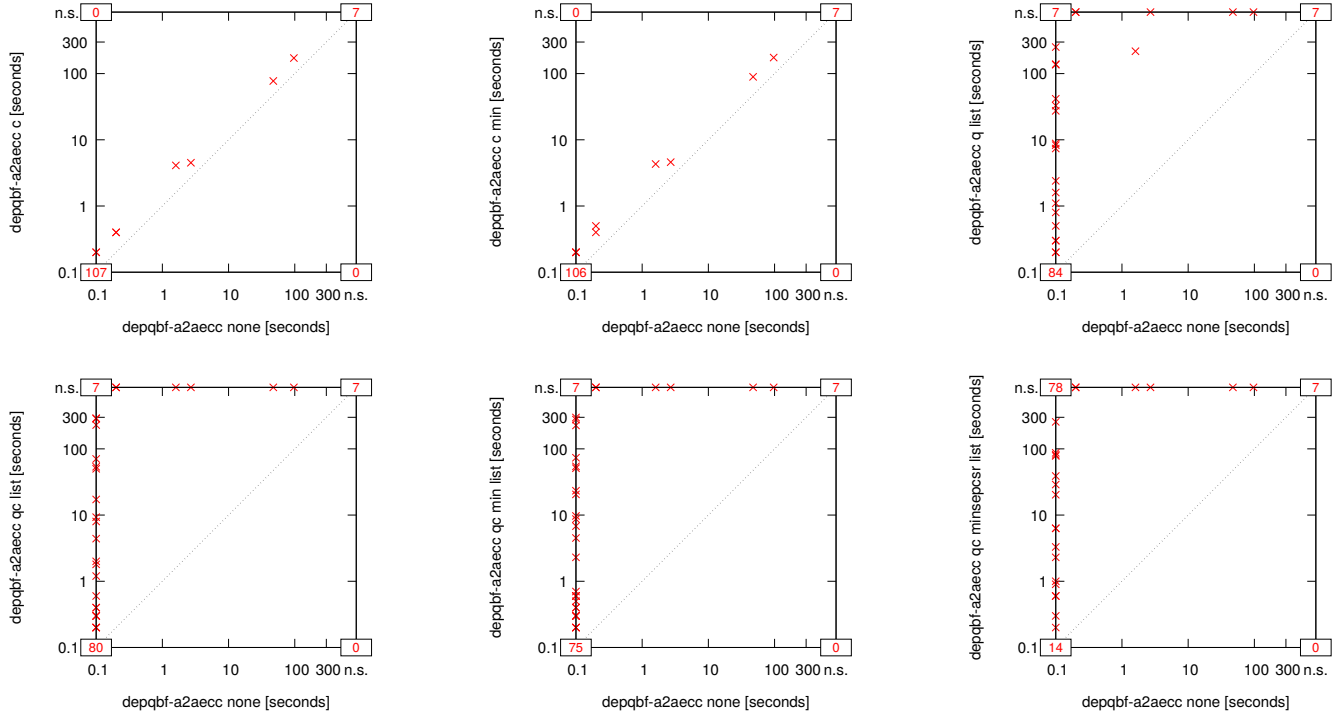 n.s. 0 7
300
100
10
1
0.1 107 0
0.1 1 10 100 300 n.s.
depqbf-a2aecc c [seconds]
depqbf-a2aecc none [seconds]
n.s. 0 7
300
100
10
1
0.1 106 0
0.1 1 10 100 300 n.s.
depqbf-a2aecc c min [seconds]
depqbf-a2aecc none [seconds]
n.s. 7 7
300
100
10
1
0.1 84 0
0.1 1 10 100 300 n.s.
depqbf-a2aecc q list [seconds]
depqbf-a2aecc none [seconds]
n.s. 7 7
300
100
10
1
0.1 80 0
0.1 1 10 100 300 n.s.
depqbf-a2aecc qc list [seconds]
depqbf-a2aecc none [seconds]
n.s. 7 7
300
100
10
1
0.1 75 0
0.1 1 10 100 300 n.s.
depqbf-a2aecc qc min list [seconds]
depqbf-a2aecc none [seconds]
n.s. 78 7
300
100
10
1
0.1 14 0
0.1 1 10 100 300 n.s.
depqbf-a2aecc qc minsepcsr list [seconds]
depqbf-a2aecc none [seconds]